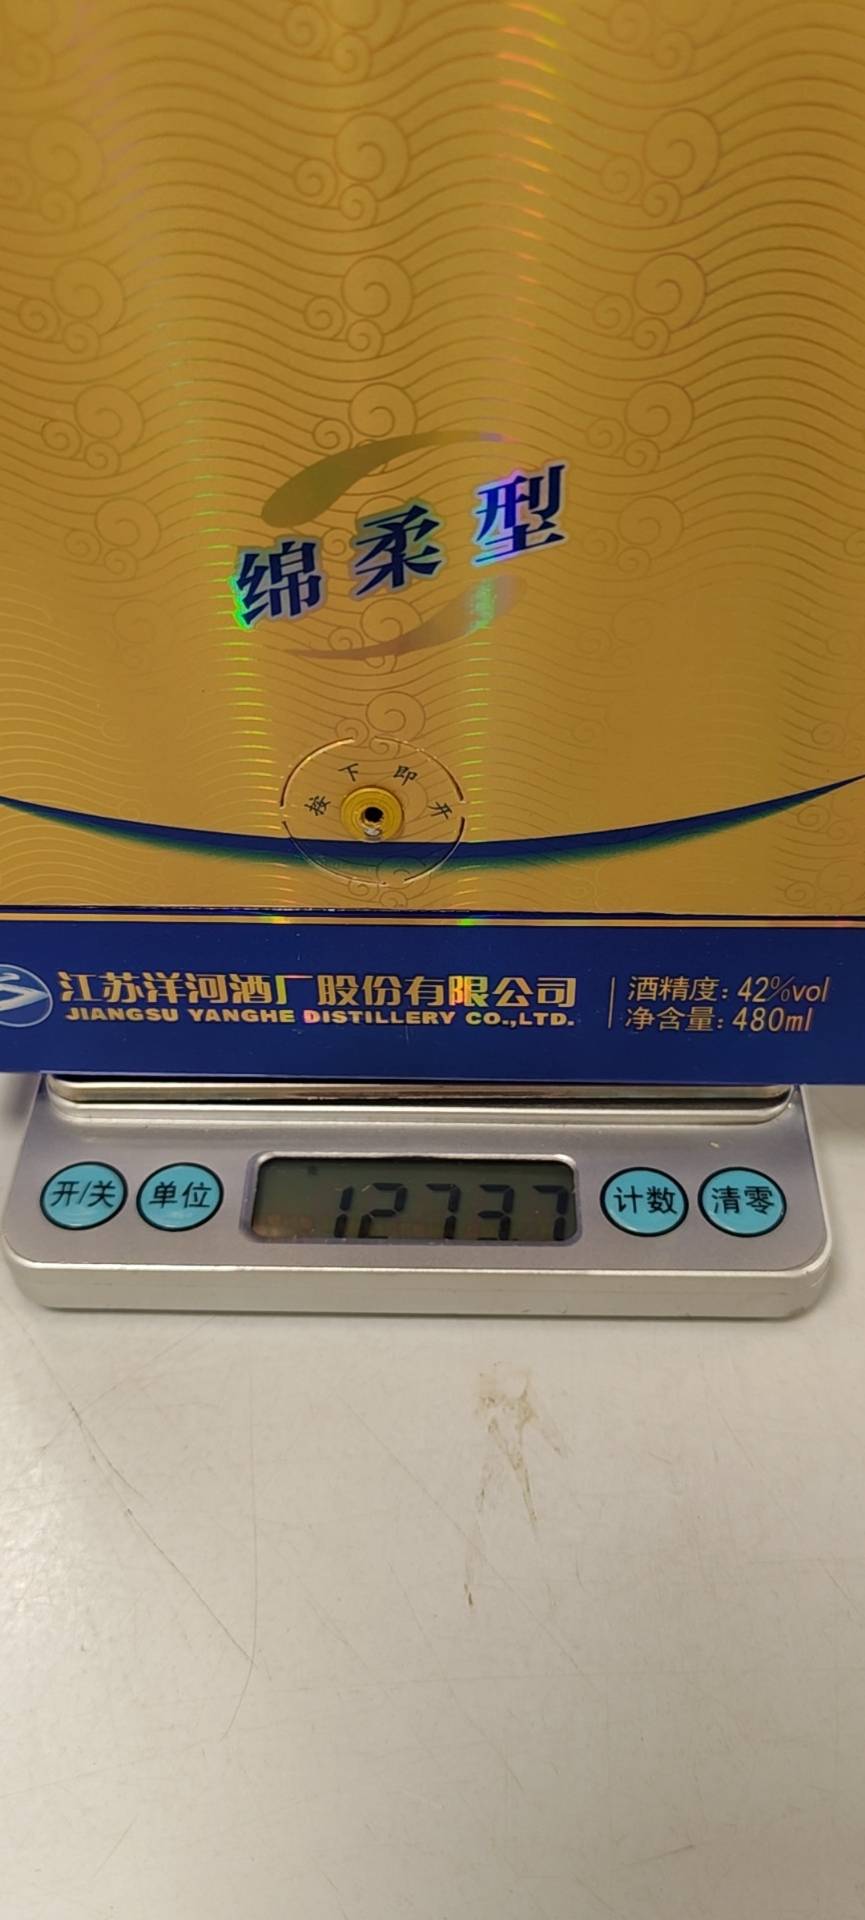 绵柔型
按下即开
江苏洋河酒厂股份有限公司
JIANGSU YANGHE DISTILLERY CO.,LTD.
酒精度: 42%vol
净含量: 480ml
开/关
单位
1273.7
计数
清零